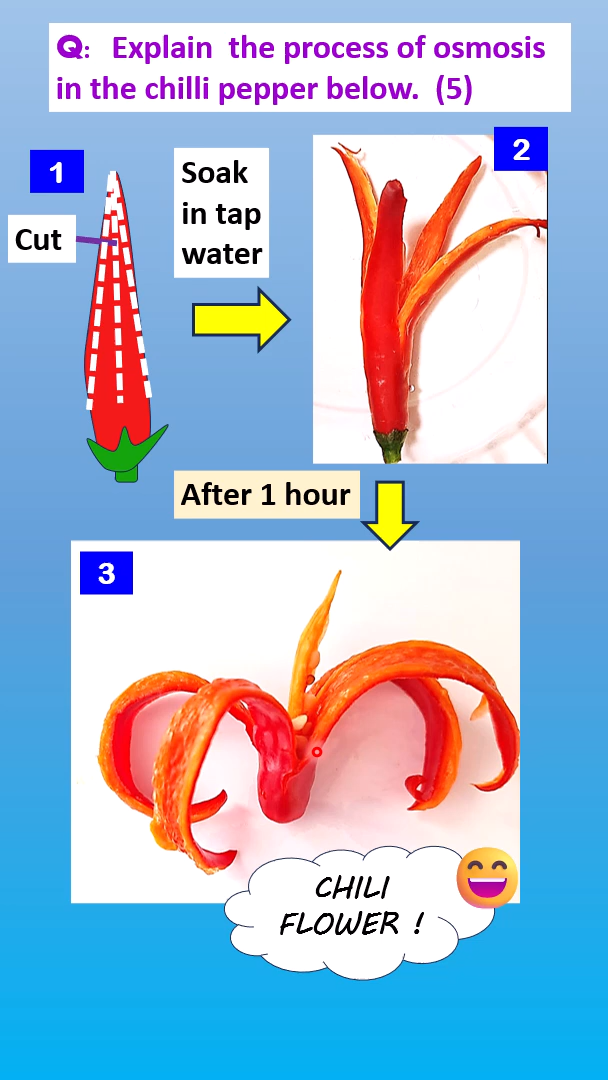 Q:  Explain  the process of osmosis
in the chilli pepper below.  (5)
1
Cut
Soak
in tap
water
2
After 1 hour
3
CHILI
FLOWER !